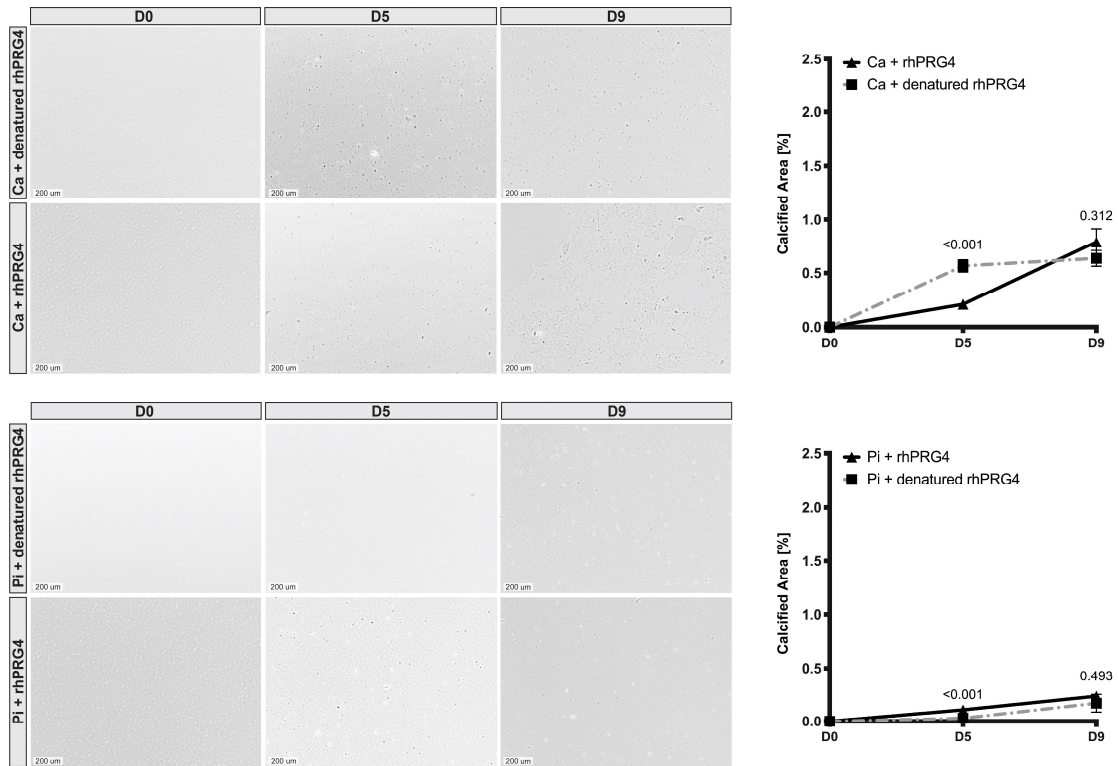 D0
D5
D9
Ca + denatured rhPRG4
200 um
200 um
200 um
Ca + rhPRG4
200 um
200 um
200 um
Calcified Area [%]
2.5
2.0
1.5
1.0
0.5
0.0
Ca + rhPRG4
Ca + denatured rhPRG4
<0.001
0.312
D0
D5
D9
D0
D5
D9
Pi + denatured rhPRG4
200 um
200 um
200 um
Pi + rhPRG4
200 um
200 um
200 um
Calcified Area [%]
2.5
2.0
1.5
1.0
0.5
0.0
Pi + rhPRG4
Pi + denatured rhPRG4
<0.001
0.493
D0
D5
D9